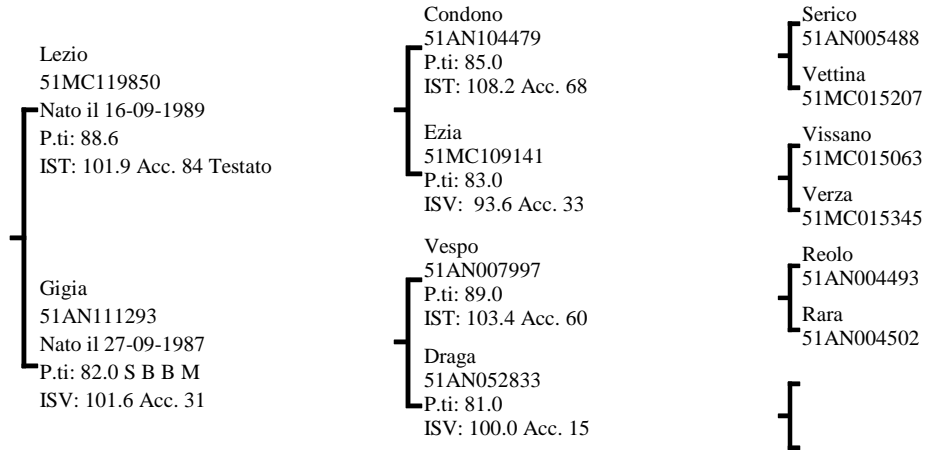 Lezio
51MC119850
Nato il 16-09-1989
P.ti: 88.6
IST: 101.9 Acc. 84 Testato
Gigia
51AN111293
Nato il 27-09-1987
P.ti: 82.0 S B B M
ISV: 101.6 Acc. 31
Condono
51AN104479
P.ti: 85.0
IST: 108.2 Acc. 68
Ezia
51MC109141
P.ti: 83.0
ISV: 93.6 Acc. 33
Vespo
51AN007997
P.ti: 89.0
IST: 103.4 Acc. 60
Draga
51AN052833
P.ti: 81.0
ISV: 100.0 Acc. 15
Serico
51AN005488
Vettina
51MC015207
Vissano
51MC015063
Verza
51MC015345
Reolo
51AN004493
Rara
51AN004502